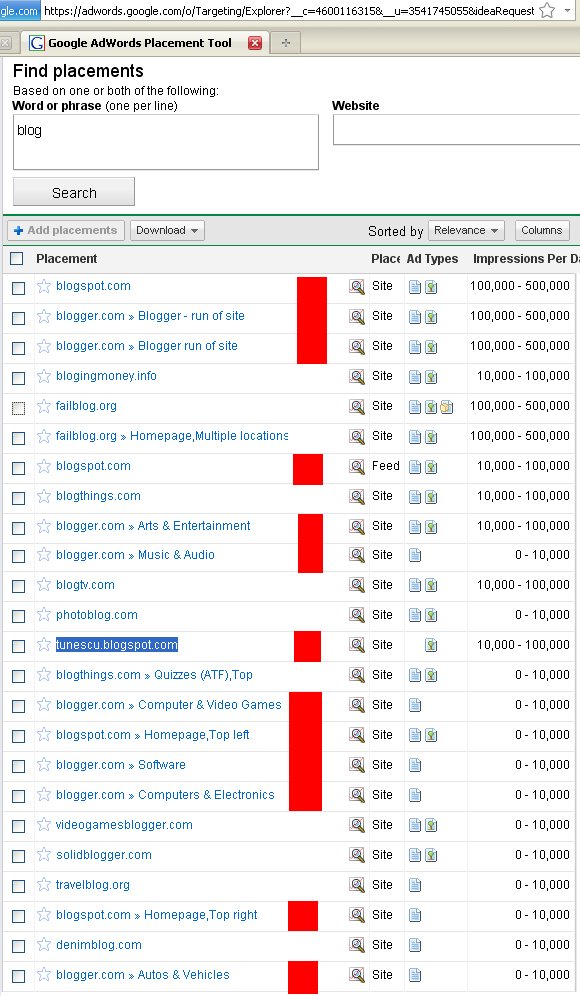 gle.com https://adwords.google.com/o/Targeting/Explorer?__c=4600116315&__u=3541745055&ideaRequest
Google AdWords Placement Tool
Find placements
Based on one or both of the following:
Word or phrase (one per line) Website
blog
Search
Add placements Download Sorted by Relevance Columns
Placement Place Ad Types Impressions Per Da
blogspot.com Site 100,000 - 500,000
blogger.com » Blogger - run of site Site 100,000 - 500,000
blogger.com » Blogger run of site Site 100,000 - 500,000
blogingmoney.info Site 10,000 - 100,000
failblog.org Site 100,000 - 500,000
failblog.org » Homepage,Multiple locations Site 100,000 - 500,000
blogspot.com Feed 10,000 - 100,000
blogthings.com Site 10,000 - 100,000
blogger.com » Arts & Entertainment Site 10,000 - 100,000
blogger.com » Music & Audio Site 0 - 10,000
blogtv.com Site 10,000 - 100,000
photoblog.com Site 0 - 10,000
tunescu.blogspot.com Site 10,000 - 100,000
blogthings.com » Quizzes (ATF),Top Site 0 - 10,000
blogger.com » Computer & Video Games Site 0 - 10,000
blogspot.com » Homepage,Top left Site 0 - 10,000
blogger.com » Software Site 0 - 10,000
blogger.com » Computers & Electronics Site 0 - 10,000
videogamesblogger.com Site 0 - 10,000
solidblogger.com Site 0 - 10,000
travelblog.org Site 0 - 10,000
blogspot.com » Homepage,Top right Site 0 - 10,000
denimblog.com Site 0 - 10,000
blogger.com » Autos & Vehicles Site 0 - 10,000